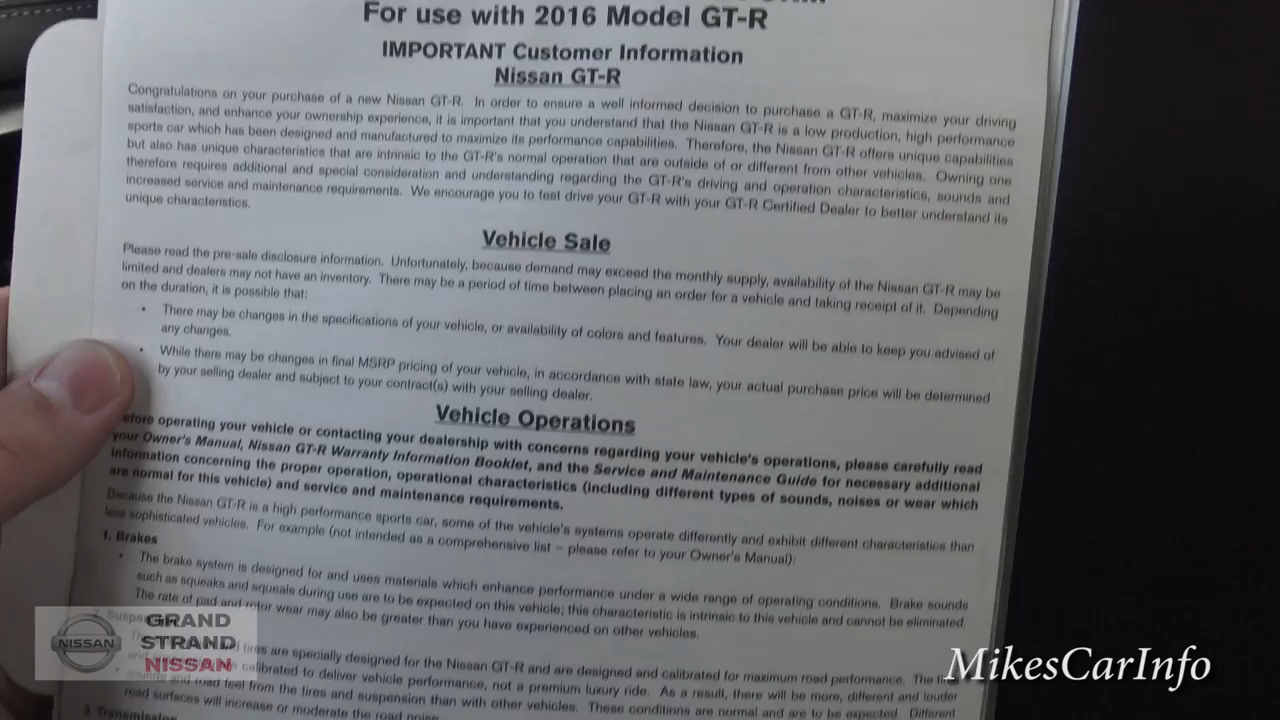 For use with 2016 Model GT-R
IMPORTANT Customer Information
Nissan GT-R
Congratulations on your purchase of a new Nissan GT-R. In order to ensure a well informed decision to purchase a GT-R, maximize your driving
satisfaction, and enhance your ownership experience, it is important that you understand that the Nissan GT-R is a low production, high performance
sports car which has been designed and manufactured to maximize its performance capabilities. Therefore, the Nissan GT-R offers unique capabilities
but also has unique characteristics that are intrinsic to the GT-R's normal operation that are outside of or different from other vehicles. Owning one
therefore requires additional and special consideration and understanding regarding the GT-R's driving and operation characteristics, sounds and
increased service and maintenance requirements. We encourage you to test drive your GT-R with your GT-R Certified Dealer to better understand its
unique characteristics.
Vehicle Sale
Please read the pre-sale disclosure information. Unfortunately, because demand may exceed the monthly supply, availability of the Nissan GT-R may be
limited and dealers may not have an inventory. There may be a period of time between placing an order for a vehicle and taking receipt of it. Depending
on the duration, it is possible that:
• There may be changes in the specifications of your vehicle, or availability of colors and features. Your dealer will be able to keep you advised of
any changes.
• While there may be changes in final MSRP pricing of your vehicle, in accordance with state law, your actual purchase price will be determined
by your selling dealer and subject to your contract(s) with your selling dealer.
Vehicle Operations
efore operating your vehicle or contacting your dealership with concerns regarding your vehicle's operations, please carefully read
your Owner's Manual, Nissan GT-R Warranty Information Booklet, and the Service and Maintenance Guide for necessary additional
information concerning the proper operation, operational characteristics (including different types of sounds, noises or wear which
are normal for this vehicle) and service and maintenance requirements.
Because the Nissan GT-R is a high performance sports car, some of the vehicle's systems operate differently and exhibit different characteristics than
less sophisticated vehicles. For example (not intended as a comprehensive list – please refer to your Owner's Manual):
1. Brakes
• The brake system is designed for and uses materials which enhance performance under a wide range of operating conditions. Brake sounds
such as squeaks and squeals during use are to be expected on this vehicle; this characteristic is intrinsic to this vehicle and cannot be eliminated.
The rate of pad and rotor wear may also be greater than you have experienced on other vehicles.
tires are specially designed for the Nissan GT-R and are designed and calibrated for maximum road performance. The
calibrated to deliver vehicle performance, not a premium luxury ride. As a result, there will be more, different and louder
sounds and road feel from the tires and suspension than with other vehicles. These conditions are normal and are to be expected. Different
road surfaces will increase or moderate the road noise.
3. Transmission
NISSAN
GRAND
STRAND
NISSAN
MikesCarInfo